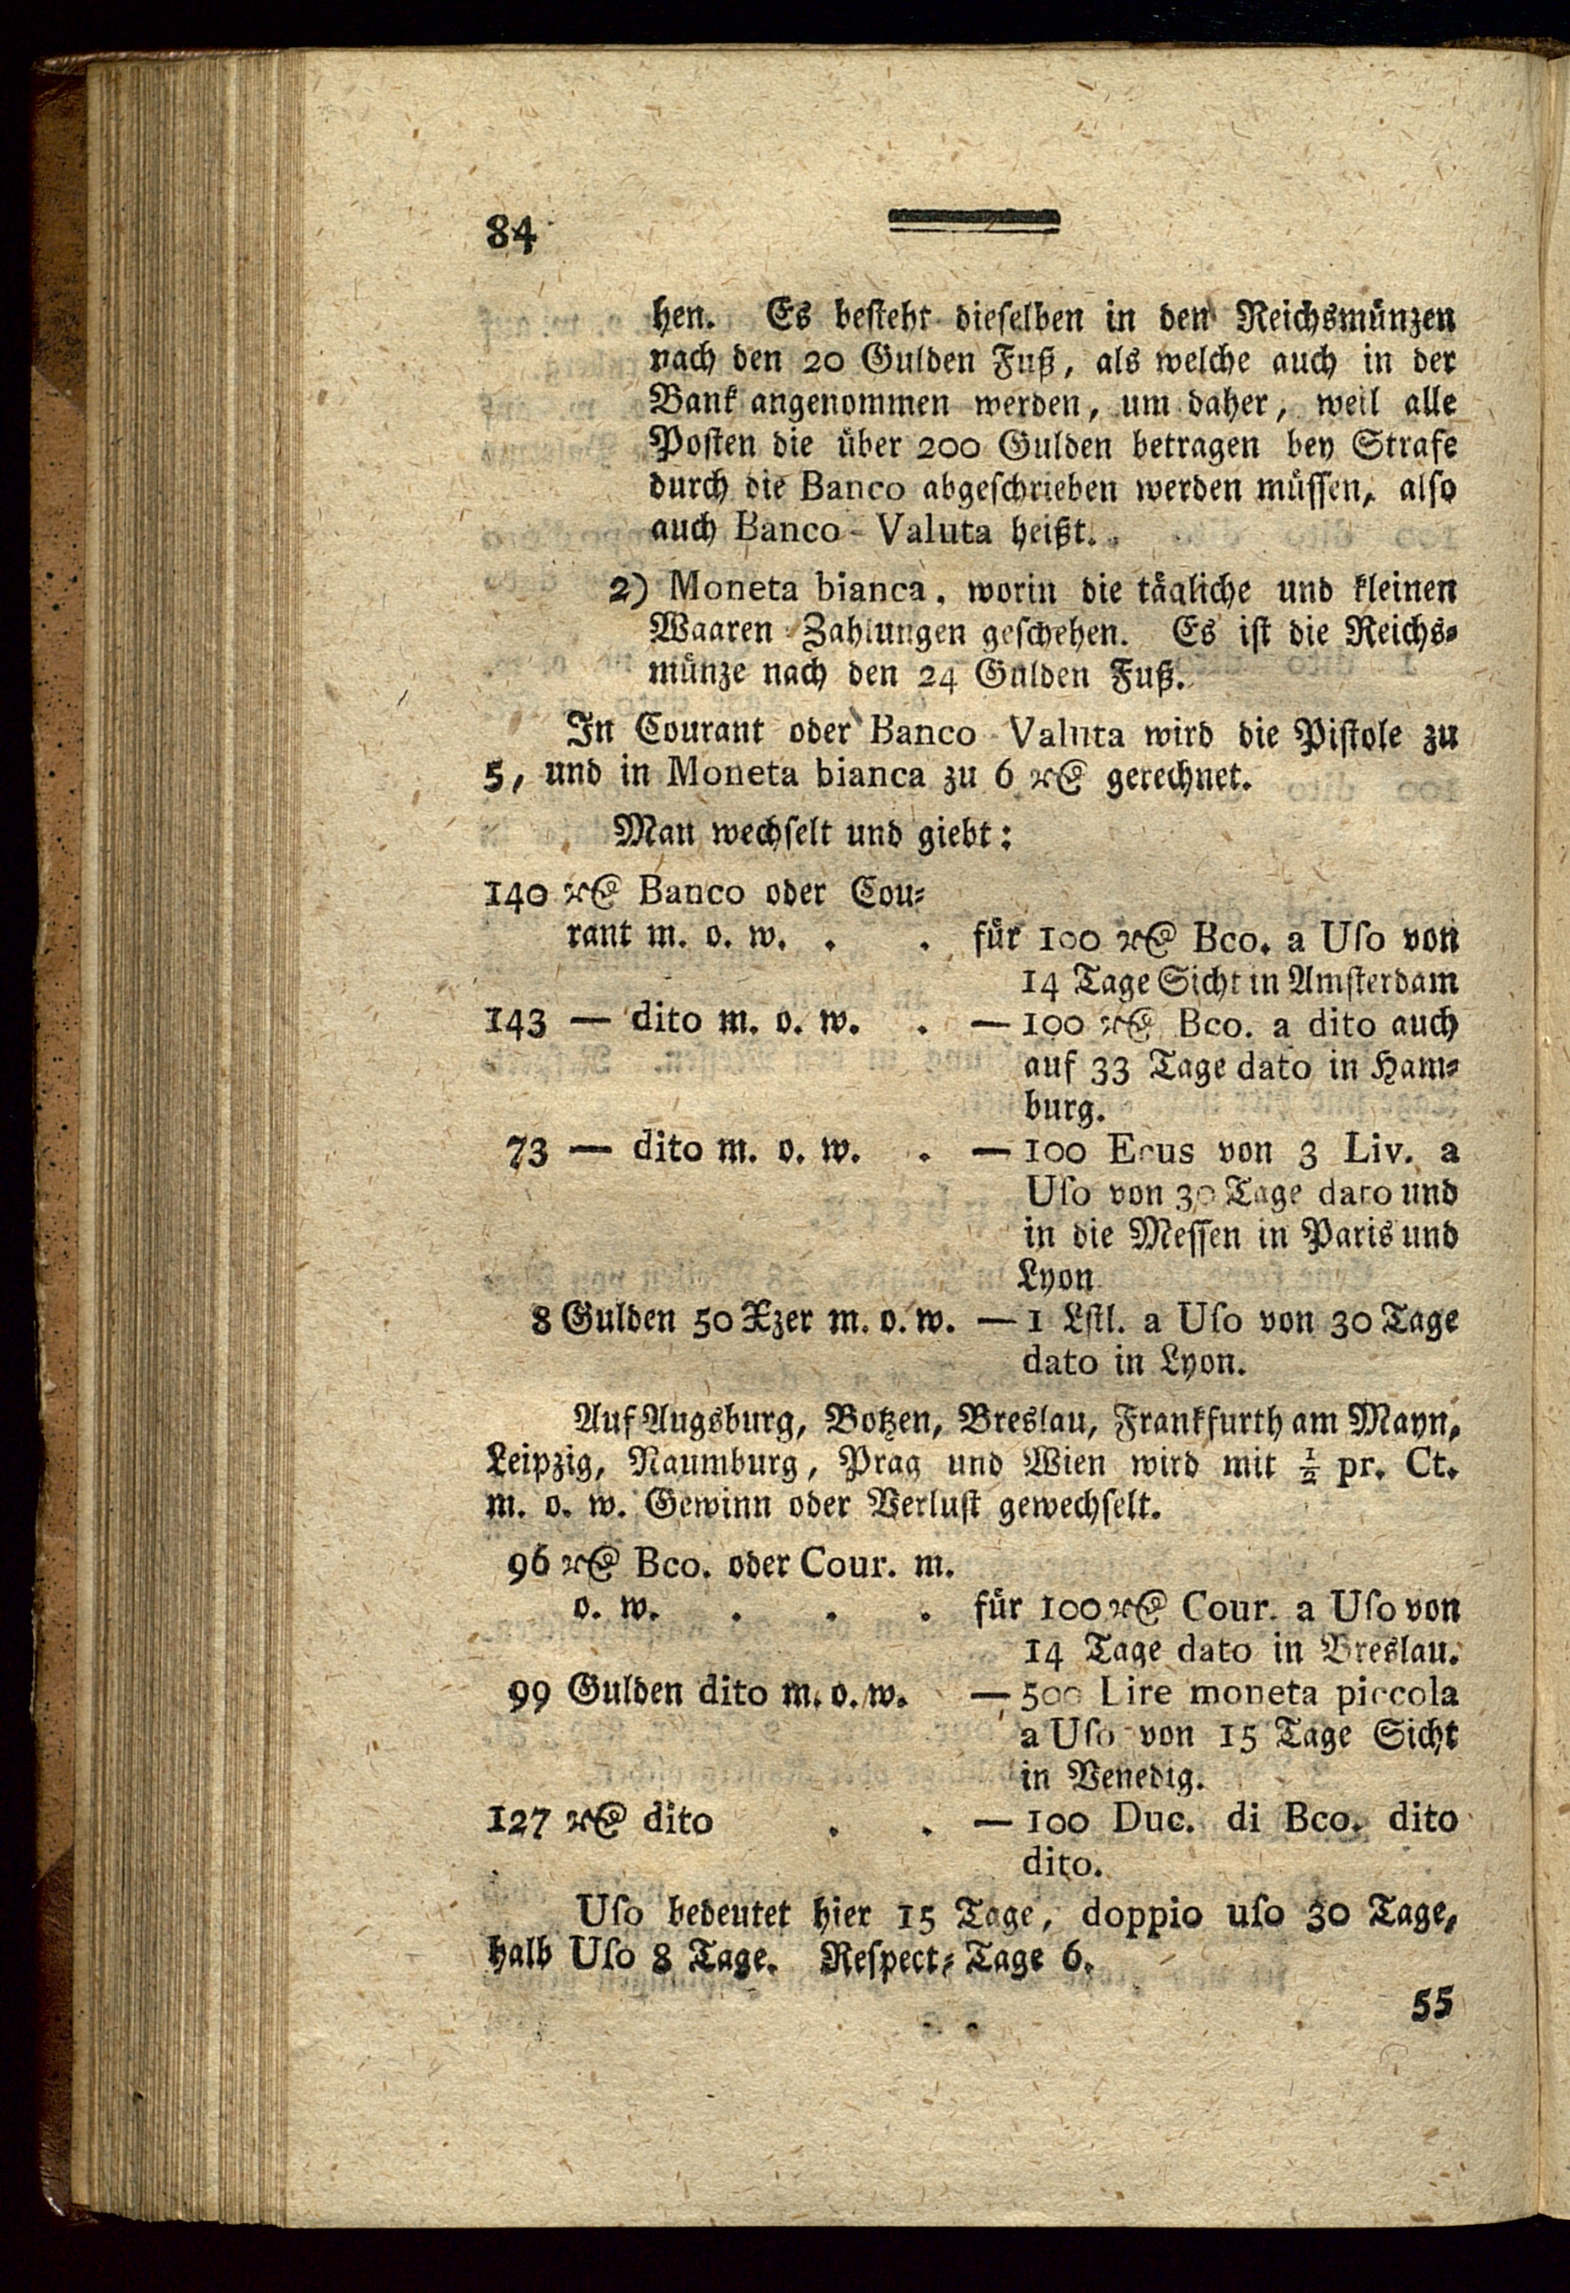 84
hen. Es besteht dieselben in den Reichsmünzen
nach den 20 Gulden Fuß, als welche auch in der
Bank angenommen werden, um daher, weil alle
Posten die über 200 Gulden betragen bey Strafe
durch die Banco abgeschrieben werden müssen, also
auch Banco-Valuta heißt.
2) Moneta bianca, worin die tägliche und kleinen
Waaren Zahlungen geschehen. Es ist die Reichs-
münze nach den 24 Gulden Fuß.
In Courant oder Banco-Valuta wird die Pistole zu
5, und in Moneta bianca zu 6 Rthlr gerechnet.
Man wechselt und giebt:
140 Rthlr Banco oder Cou-
rant m. o. w. . . für 100 Rthlr Bco. a Uso von
14 Tage Sicht in Amsterdam
143 — dito m. o. w. . — 100 Rthlr Bco. a dito auch
auf 33 Tage dato in Ham-
burg.
73 — dito m. o. w. . — 100 Ecus von 3 Liv. a
Uso von 30 Tage dato und
in die Messen in Paris und
Lyon
8 Gulden 50 Xzer m. o. w. — 1 Lstl. a Uso von 30 Tage
dato in Lyon.
Auf Augsburg, Botzen, Breslau, Frankfurth am Mayn,
Leipzig, Naumburg, Prag und Wien wird mit ½ pr. Ct.
m. o. w. Gewinn oder Verlust gewechselt.
96 Rthlr Bco. oder Cour. m.
o. w. . . . für 100 Rthlr Cour. a Uso von
14 Tage dato in Breslau.
99 Gulden dito m. o. w. — 500 Lire moneta piccola
a Uso von 15 Tage Sicht
in Venedig.
127 Rthlr dito . . — 100 Duc. di Bco. dito
dito.
Uso bedeutet hier 15 Tage, doppio uso 30 Tage,
halb Uso 8 Tage. Respect-Tage 6.
55